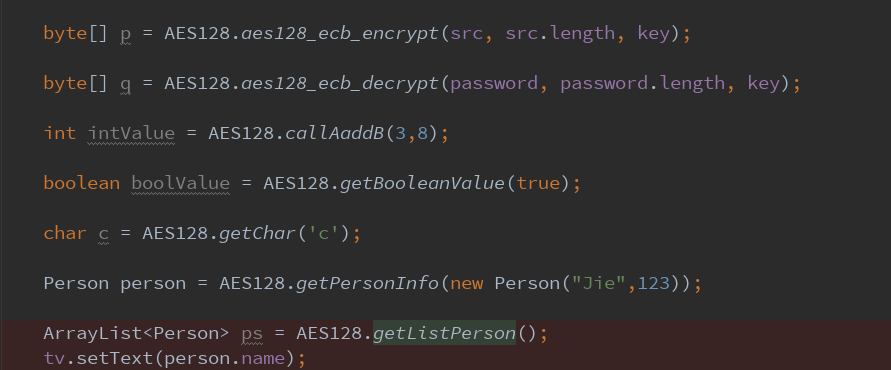 byte[] p = AES128.aes128_ecb_encrypt(src, src.length, key);
byte[] q = AES128.aes128_ecb_decrypt(password, password.length, key);
int intValue = AES128.callAaddB(3,8);
boolean boolValue = AES128.getBooleanValue(true);
char c = AES128.getChar('c');
Person person = AES128.getPersonInfo(new Person("Jie",123));
ArrayList<Person> ps = AES128.getListPerson();
tv.setText(person.name);